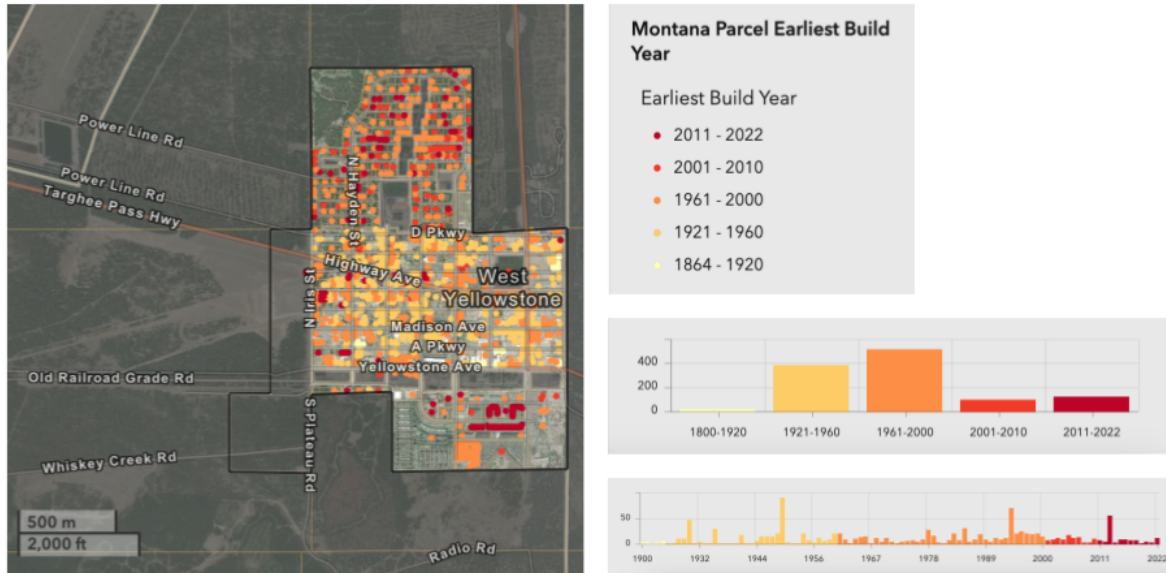 Power Line Rd
Power Line Rd
Targhee Pass Hwy
N Hayden St
D Pkwy
Highway Ave
West
Yellowstone
N Iris St
Madison Ave
A Pkwy
Yellowstone Ave
Old Railroad Grade Rd
S Plateau Rd
Whiskey Creek Rd
Radio Rd
500 m
2,000 ft
Montana Parcel Earliest Build
Year
Earliest Build Year
2011 - 2022
2001 - 2010
1961 - 2000
1921 - 1960
1864 - 1920
400
200
0
1800-1920 1921-1960 1961-2000 2001-2010 2011-2022
50
0
1900 1932 1944 1956 1967 1978 1989 2000 2011 2022